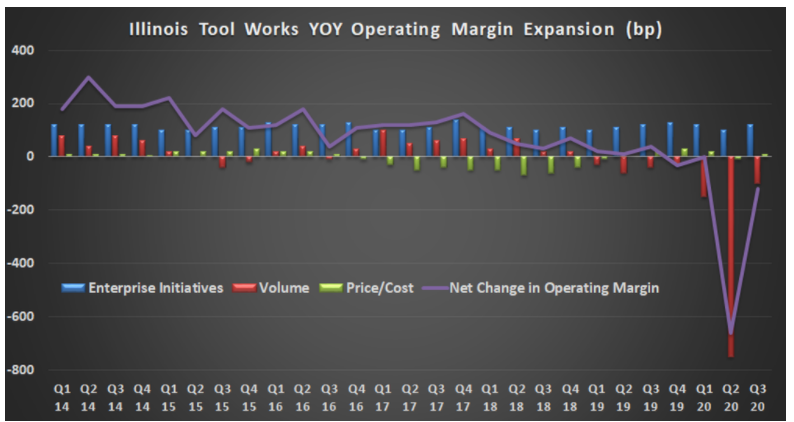 Illinois Tool Works YOY Operating Margin Expansion (bp)
400
200
0
-200
-400
-600
-800
Enterprise Initiatives Volume Price/Cost Net Change in Operating Margin
Q1 Q2 Q3 Q4 Q1 Q2 Q3 Q4 Q1 Q2 Q3 Q4 Q1 Q2 Q3 Q4 Q1 Q2 Q3 Q4 Q1 Q2 Q3 Q4 Q1 Q2 Q3
14 14 14 14 15 15 15 15 16 16 16 16 17 17 17 17 18 18 18 18 19 19 19 19 20 20 20